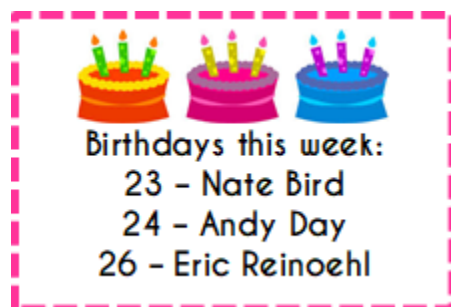 Birthdays this week:
23 – Nate Bird
24 – Andy Day
26 – Eric Reinoehl